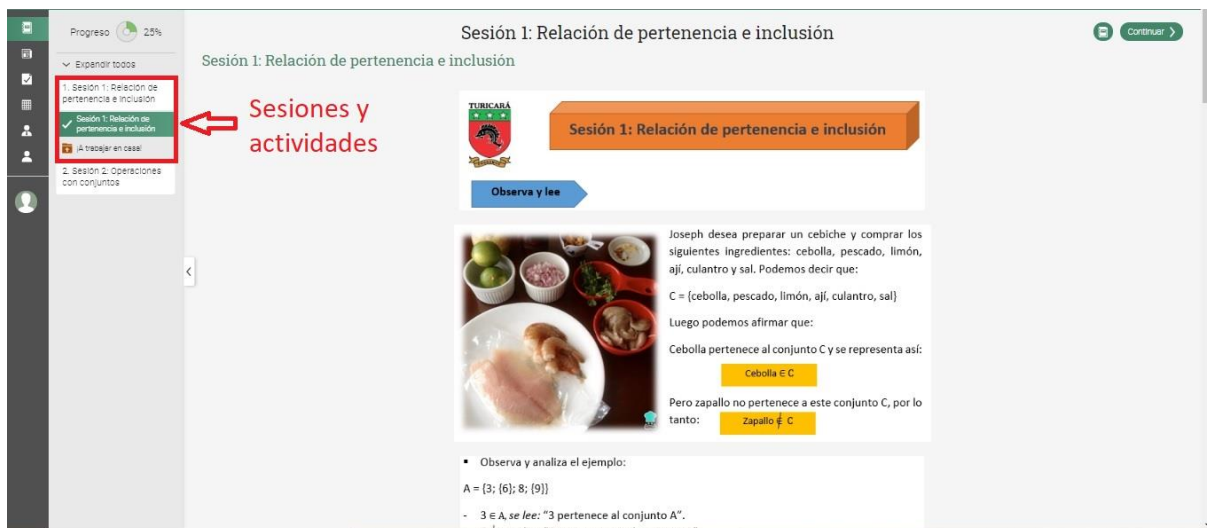 Progreso 25%
Expandir todos
1. Sesión 1: Relación de
pertenencia e inclusión
Sesión 1: Relación de
pertenencia e inclusión
¡A trabajar en casa!
2. Sesión 2: Operaciones
con conjuntos
Sesiones y
actividades
Sesión 1: Relación de pertenencia e inclusión
Continuar
Sesión 1: Relación de pertenencia e inclusión
TURICARÁ
Sesión 1: Relación de pertenencia e inclusión
Observa y lee
Joseph desea preparar un cebiche y comprar los
siguientes ingredientes: cebolla, pescado, limón,
ají, culantro y sal. Podemos decir que:
C = {cebolla, pescado, limón, ají, culantro, sal}
Luego podemos afirmar que:
Cebolla pertenece al conjunto C y se representa así:
Cebolla ∈ C
Pero zapallo no pertenece a este conjunto C, por lo
tanto: Zapallo ∉ C
▪ Observa y analiza el ejemplo:
A = {3; {6}; 8; {9}}
- 3 ∈ A, se lee: “3 pertenece al conjunto A”.